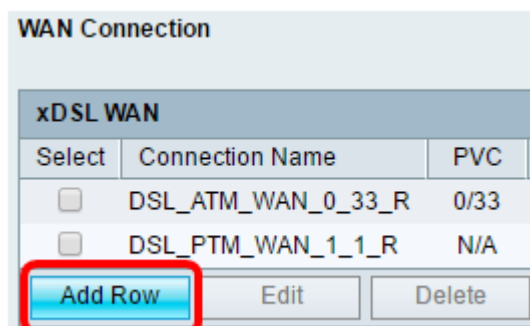 WAN Connection
xDSL WAN
Select Connection Name PVC
DSL_ATM_WAN_0_33_R 0/33
DSL_PTM_WAN_1_1_R N/A
Add Row Edit Delete